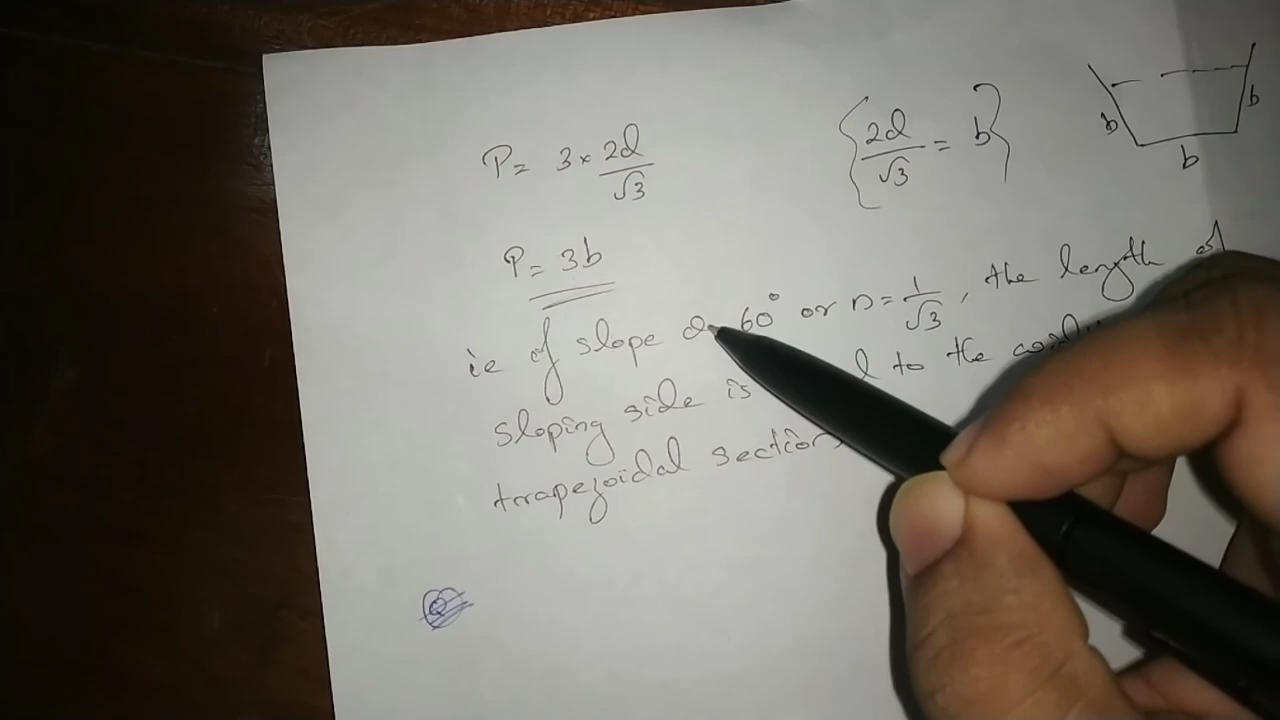 P = 3 × 2d/√3 {2d/√3 = b}
b b
b
P = 3b
ie of slope 60° or n = 1/√3, the length of
sloping side is to the
trapezoidal section